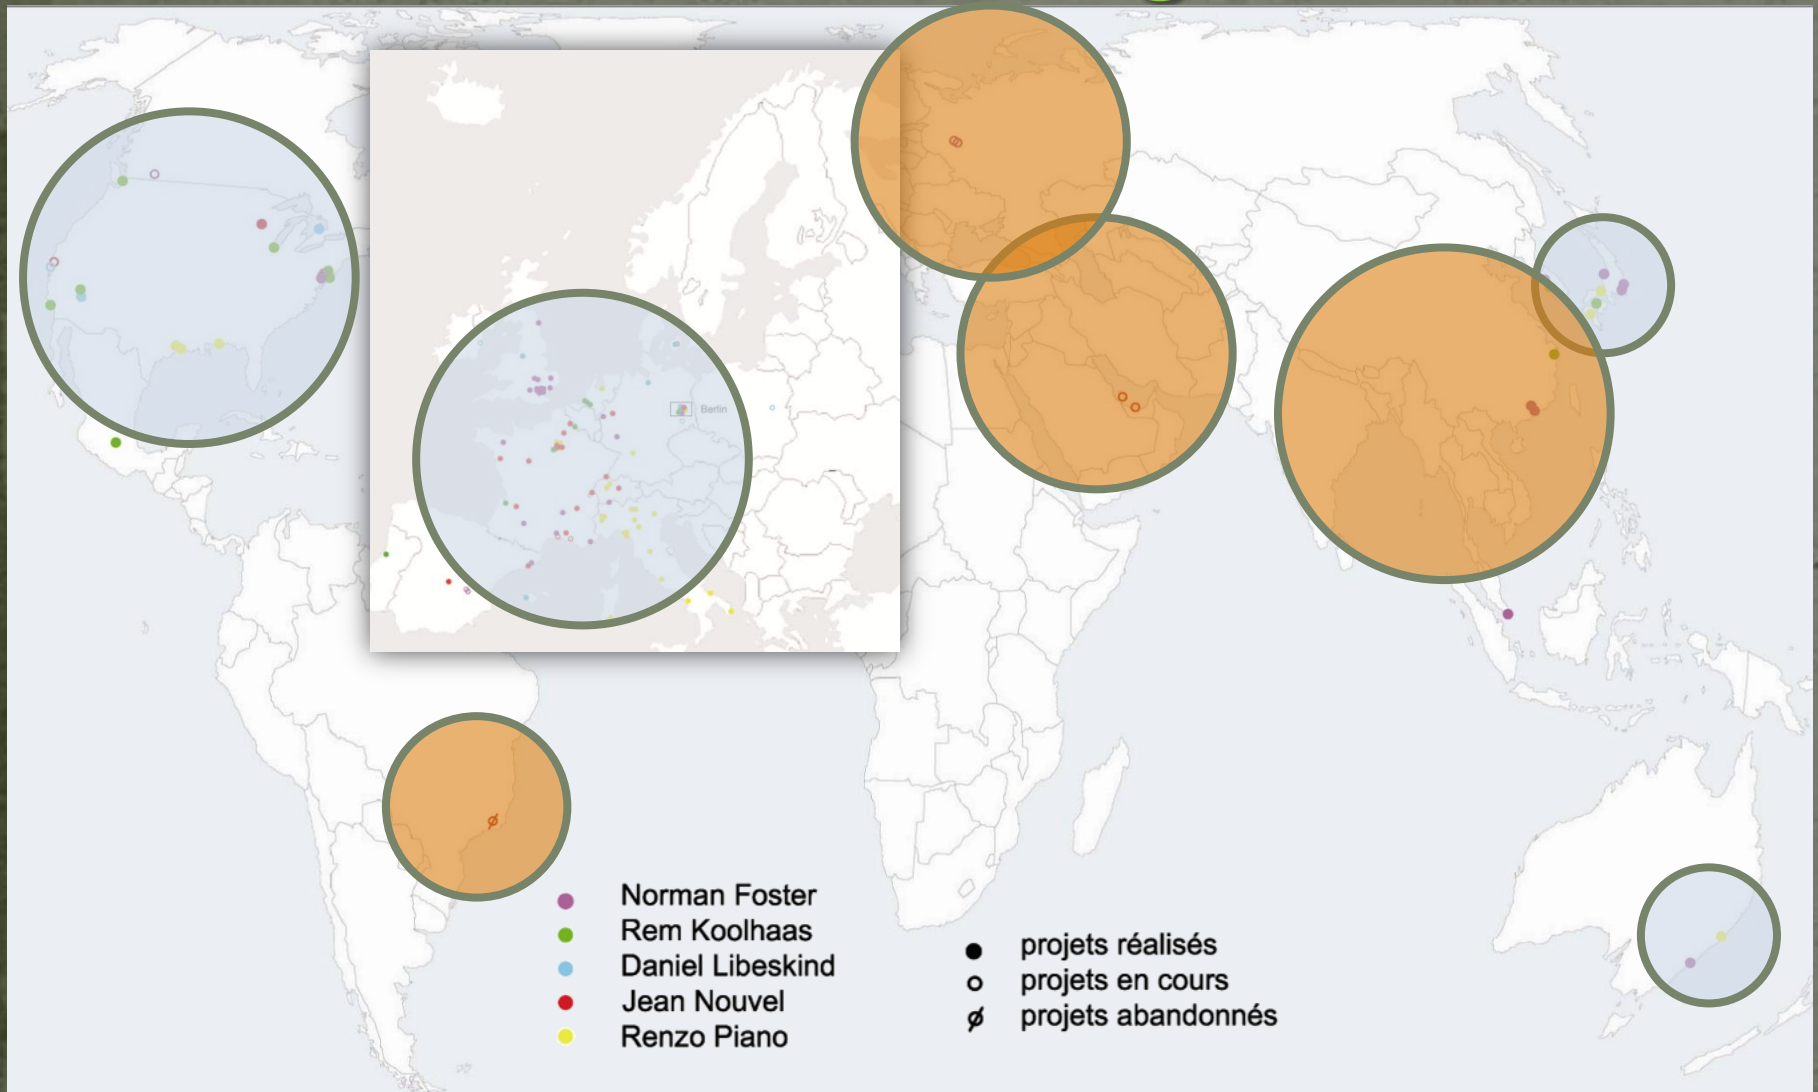 Berlin
Norman Foster
Rem Koolhaas
Daniel Libeskind
Jean Nouvel
Renzo Piano
projets réalisés
projets en cours
projets abandonnés